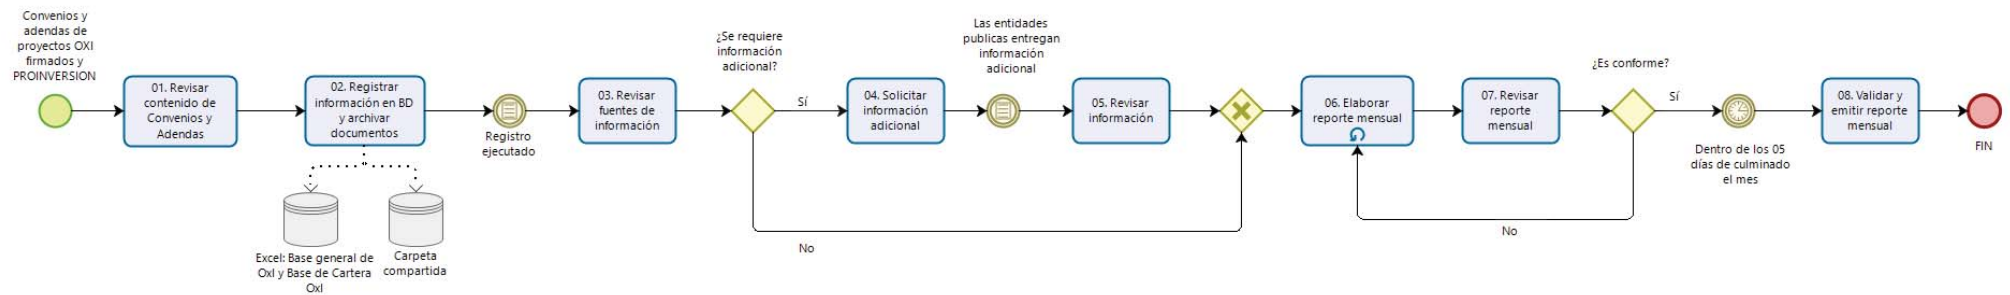 Convenios y
adendas de
proyectos OXI
firmados y
PROINVERSION
01. Revisar
contenido de
Convenios y
Adendas
02. Registrar
información en BD
y archivar
documentos
Excel: Base general de
OxI y Base de Cartera
OxI
Carpeta
compartida
Registro
ejecutado
03. Revisar
fuentes de
información
¿Se requiere
información
adicional?
Sí
No
04. Solicitar
información
adicional
Las entidades
publicas entregan
información
adicional
05. Revisar
información
06. Elaborar
reporte mensual
07. Revisar
reporte
mensual
¿Es conforme?
Sí
No
Dentro de los 05
días de culminado
el mes
08. Validar y
emitir reporte
mensual
FIN